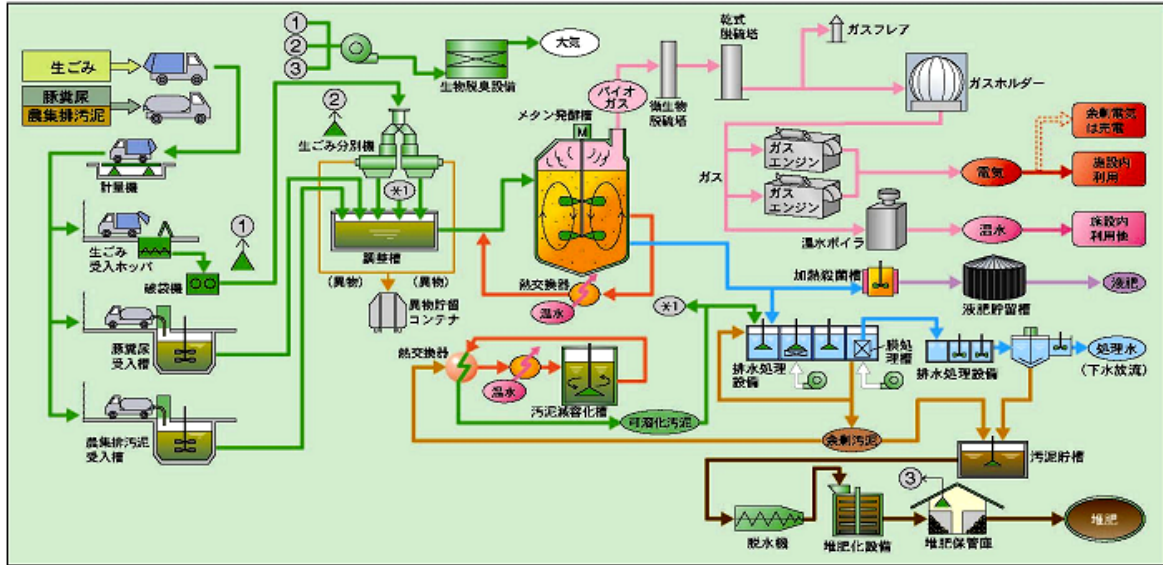 生ごみ
豚糞尿
農集排汚泥
計量機
生ごみ
受入ホッパ
破袋機
豚糞尿
受入槽
農集排汚泥
受入槽
①
②
③
①
②
生物脱臭設備
大気
生ごみ分別機
*1
調整槽
(異物)
(異物)
異物貯留
コンテナ
メタン発酵槽
M
バイオ
ガス
熱交換器
温水
微生物
脱硫塔
乾式
脱硫塔
ガスフレア
ガスホルダー
ガス
ガス
エンジン
ガス
エンジン
電気
余剰電気
は充電
施設内
利用
温水ボイラ
温水
施設内
利用他
加熱殺菌槽
液肥貯留槽
液肥
*1
熱交換器
温水
汚泥減容化槽
可溶化汚泥
排水処理
設備
膜処
理槽
余剰汚泥
排水処理設備
処理水
(下水放流)
汚泥貯槽
脱水機
堆肥化設備
③
堆肥保管庫
堆肥